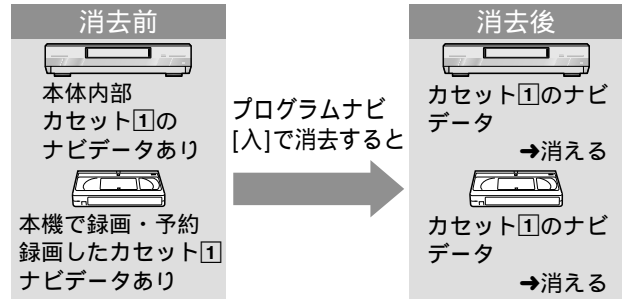 消去前
本体内部
カセット1の
ナビデータあり
本機で録画・予約
録画したカセット1
ナビデータあり
プログラムナビ
[入]で消去すると
消去後
カセット1のナビ
データ
➜消える
カセット1のナビ
データ
➜消える